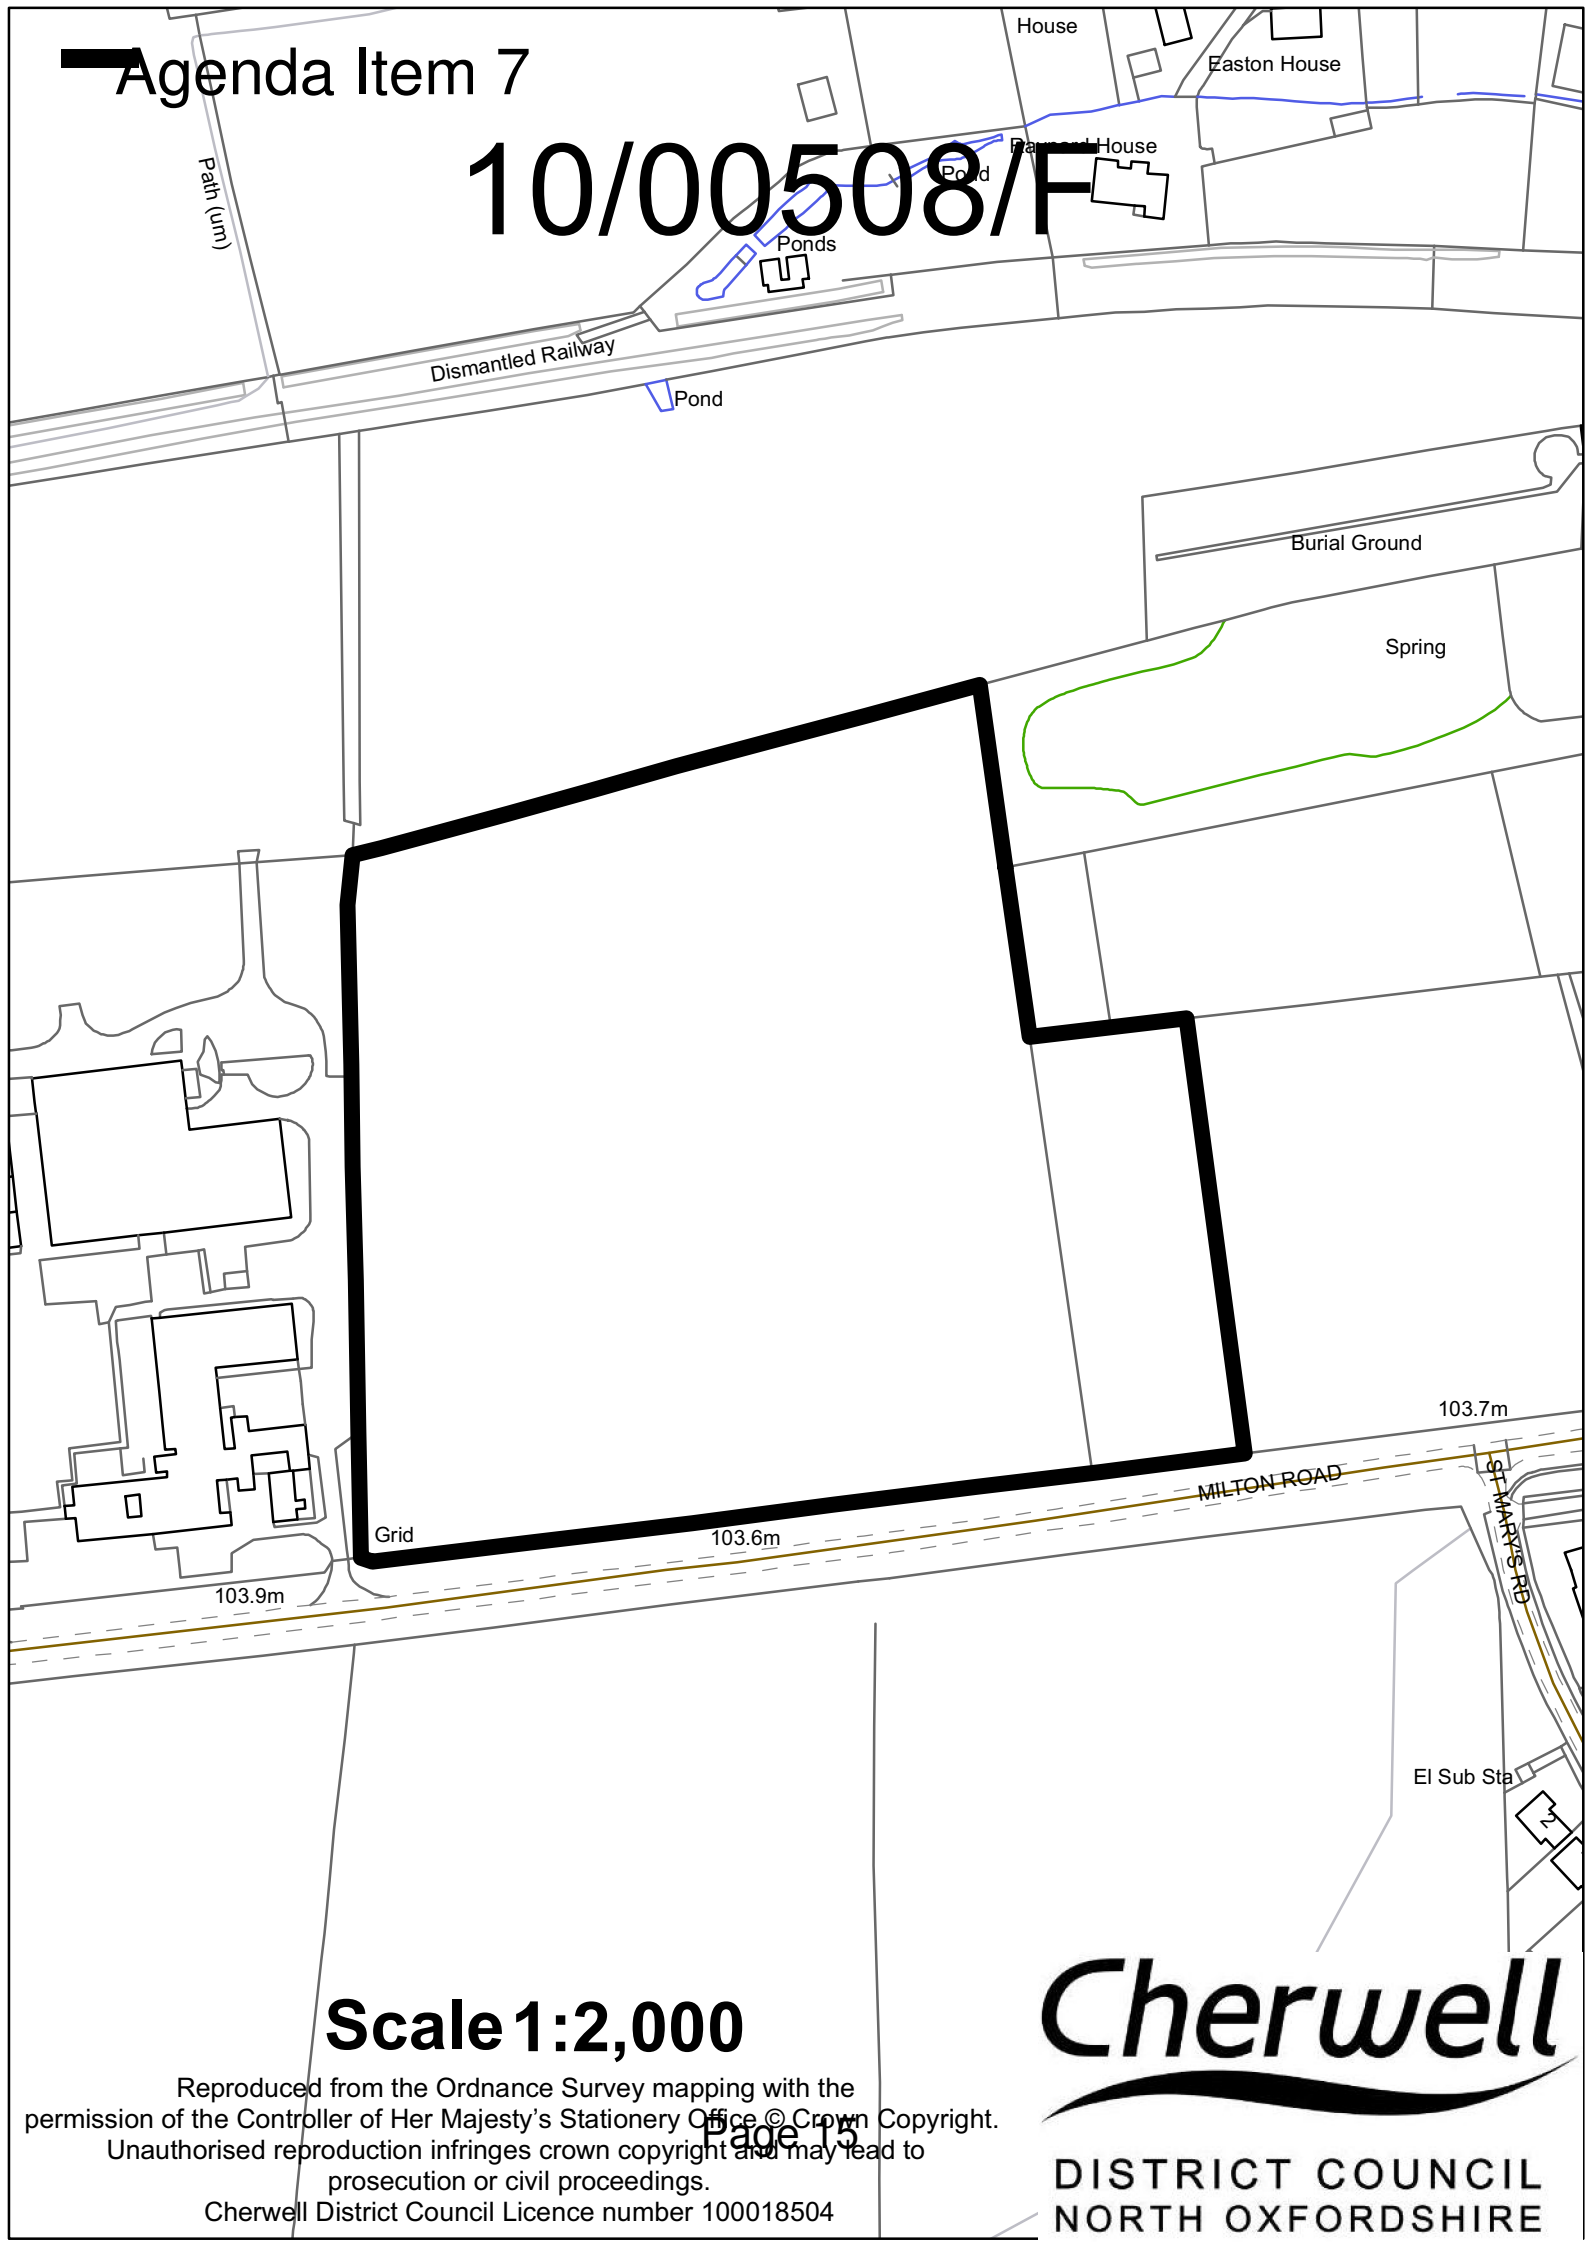 House
Agenda Item 7
Easton House
10/00508/F
Raynard House
Pond
Path (um)
Ponds
Dismantled Railway
Pond
Burial Ground
Spring
103.7m
MILTON ROAD
ST MARY'S RD
Grid
103.6m
103.9m
El Sub Sta
2
Scale 1:2,000
Reproduced from the Ordnance Survey mapping with the
permission of the Controller of Her Majesty's Stationery Office © Crown Copyright.
Unauthorised reproduction infringes crown copyright and may lead to
prosecution or civil proceedings.
Cherwell District Council Licence number 100018504
Page 15
Cherwell
DISTRICT COUNCIL
NORTH OXFORDSHIRE